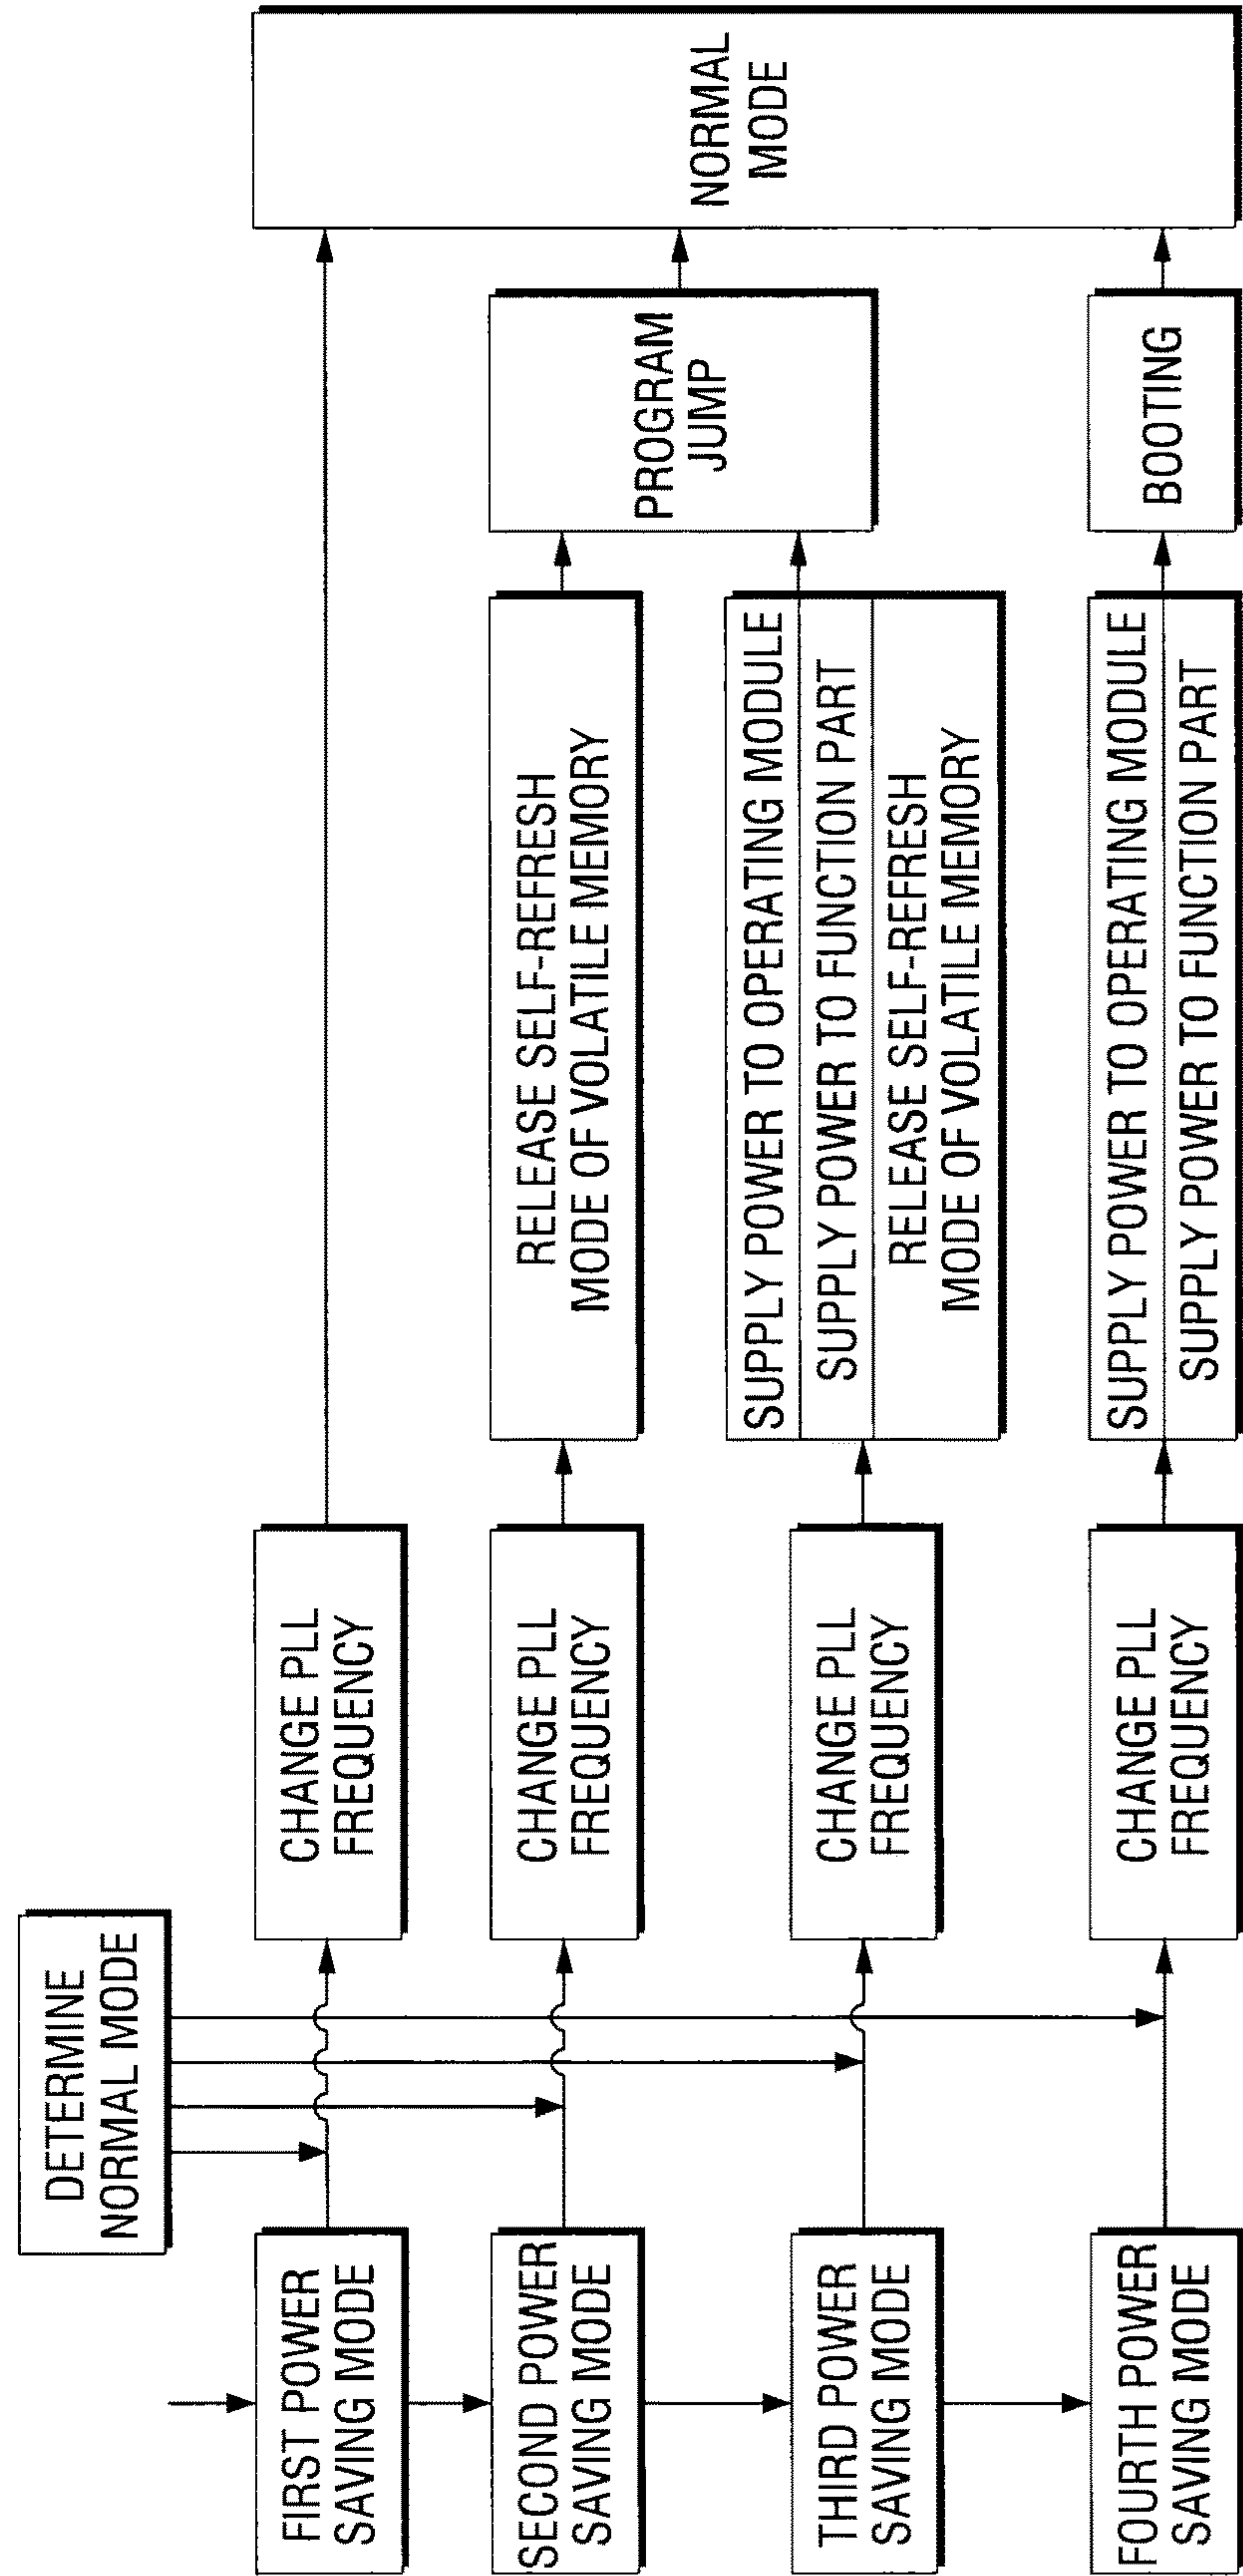 DETERMINE
NORMAL MODE
FIRST POWER
SAVING MODE
CHANGE PLL
FREQUENCY
NORMAL
MODE
SECOND POWER
SAVING MODE
CHANGE PLL
FREQUENCY
RELEASE SELF-REFRESH
MODE OF VOLATILE MEMORY
PROGRAM
JUMP
THIRD POWER
SAVING MODE
CHANGE PLL
FREQUENCY
SUPPLY POWER TO OPERATING MODULE
SUPPLY POWER TO FUNCTION PART
RELEASE SELF-REFRESH
MODE OF VOLATILE MEMORY
FOURTH POWER
SAVING MODE
CHANGE PLL
FREQUENCY
SUPPLY POWER TO OPERATING MODULE
SUPPLY POWER TO FUNCTION PART
BOOTING